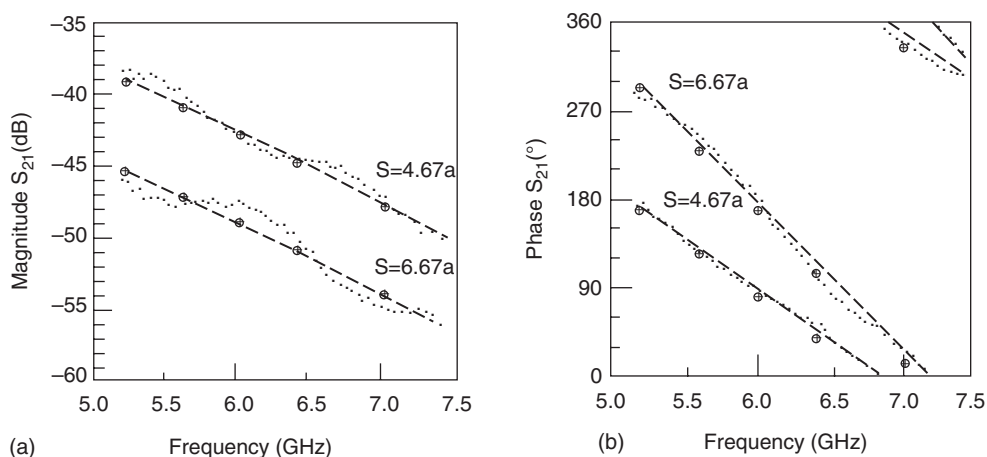 −35
−40
−45
−50
−55
−60
Magnitude S21(dB)
S=4.67a
S=6.67a
5.0 5.5 6.0 6.5 7.0 7.5
(a) Frequency (GHz)
360
270
180
90
0
Phase S21(°)
S=6.67a
S=4.67a
5.0 5.5 6.0 6.5 7.0 7.5
(b) Frequency (GHz)